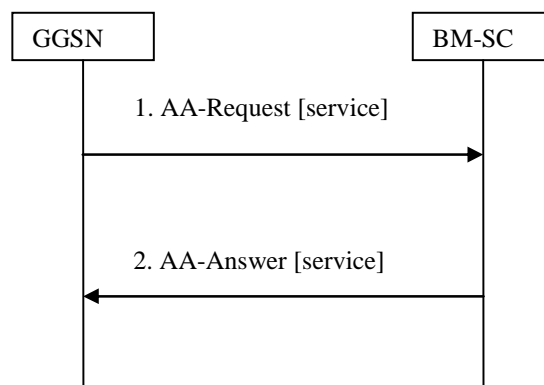 GGSN
BM-SC
1. AA-Request [service]
2. AA-Answer [service]